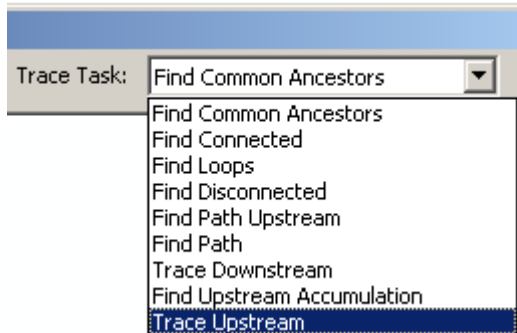 Trace Task: Find Common Ancestors
Find Common Ancestors
Find Connected
Find Loops
Find Disconnected
Find Path Upstream
Find Path
Trace Downstream
Find Upstream Accumulation
Trace Upstream